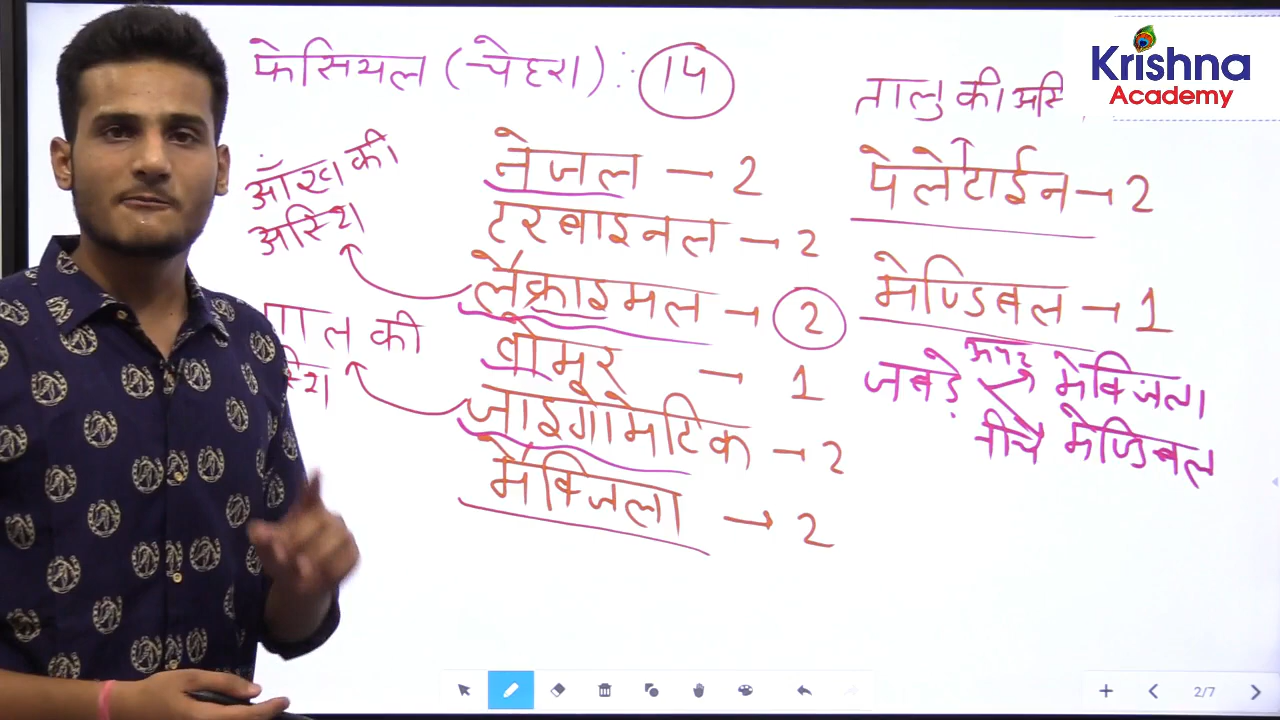 फेसियल (चेहरा) : 14
आँख की
अस्थि
गाल की
नेजल → 2
टरबाइनल → 2
लैक्राइमल → 2
वोमर → 1
जाइगोमेटिक → 2
मैक्जिला → 2
तालु की अस्थि
पेलेटाईन → 2
मेण्डिबल → 1
जबड़े ऊपर मेक्जिला
नीचे मेण्डिबल
Krishna
Academy
2/7